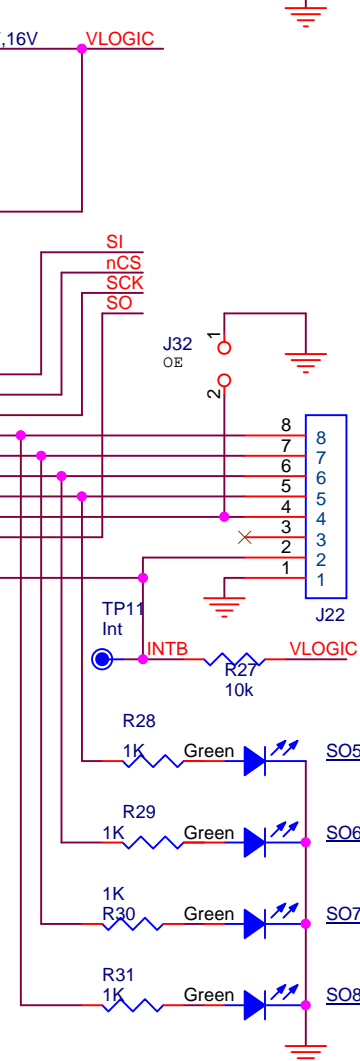 ,16V VLOGIC
SI
nCS
SCK
SO
J32
OE
1
2
8 8
7 7
6 6
5 5
4 4
3 3
2 2
1 1
J22
TP11
Int
INTB
VLOGIC
R27
10k
R28
1K Green SO5
R29
1K Green SO6
1K
R30 Green SO7
R31
1K Green SO8